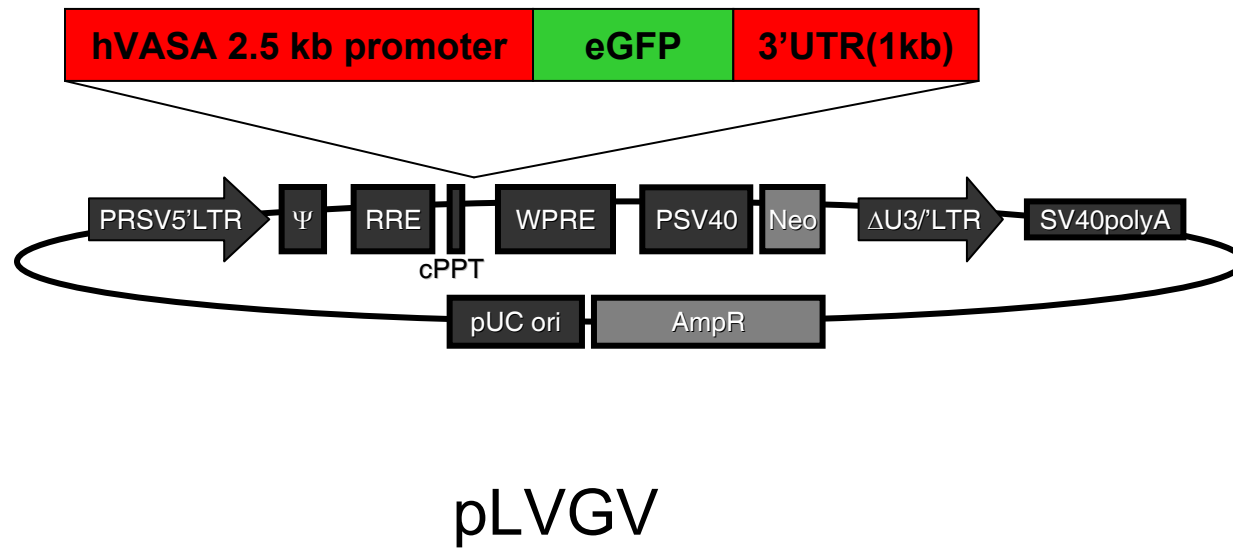 hVASA 2.5 kb promoter eGFP 3’UTR(1kb)
PRSV5’LTR Ψ RRE WPRE PSV40 Neo ΔU3/’LTR SV40polyA
cPPT
pUC ori AmpR
pLVGV